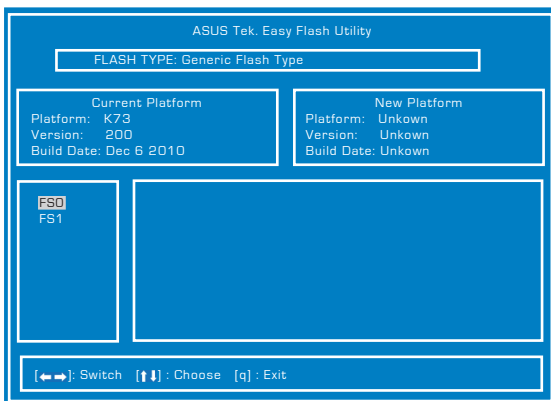 ASUS Tek. Easy Flash Utility
FLASH TYPE: Generic Flash Type
Current Platform
Platform: K73
Version: 200
Build Date: Dec 6 2010
New Platform
Platform: Unkown
Version: Unkown
Build Date: Unkown
FS0
FS1
[←→]: Switch [↑↓] : Choose [q] : Exit